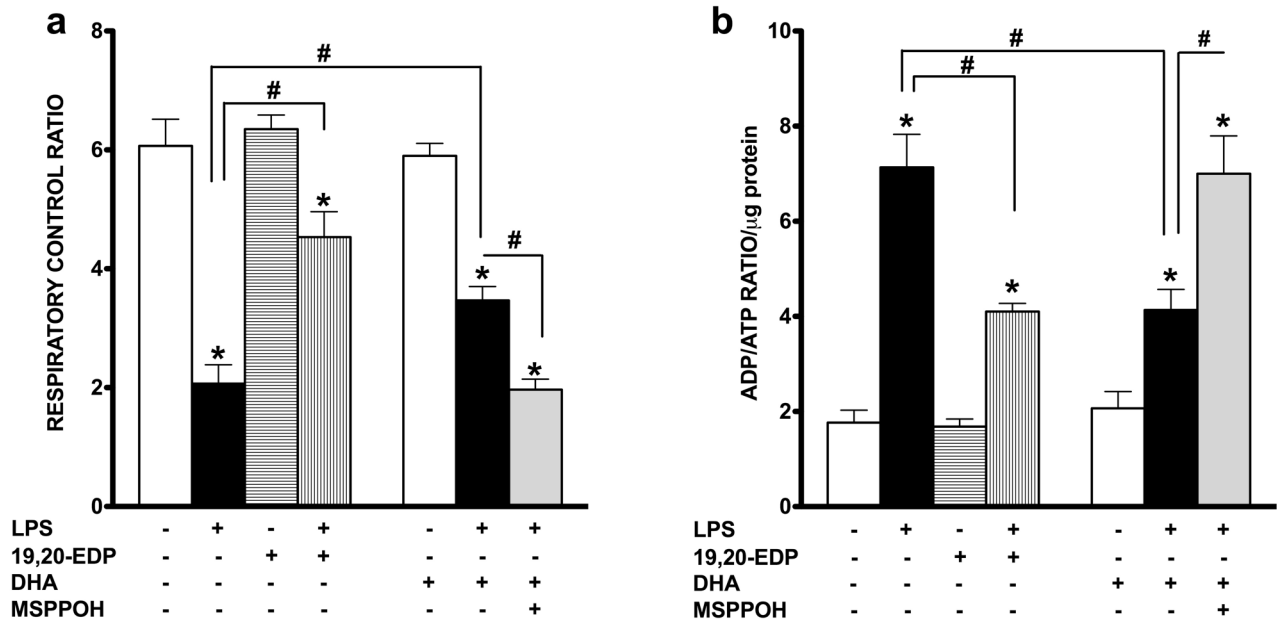 a
8
6
4
2
0
RESPIRATORY CONTROL RATIO
#
#
#
*
*
*
*
LPS - + - + - + +
19,20-EDP - - + + - - -
DHA - - - - + + +
MSPPOH - - - - - - +
b
10
8
6
4
2
0
ADP/ATP RATIO/μg protein
#
#
#
*
*
*
*
LPS - + - + - + +
19,20-EDP - - + + - - -
DHA - - - - + + +
MSPPOH - - - - - - +